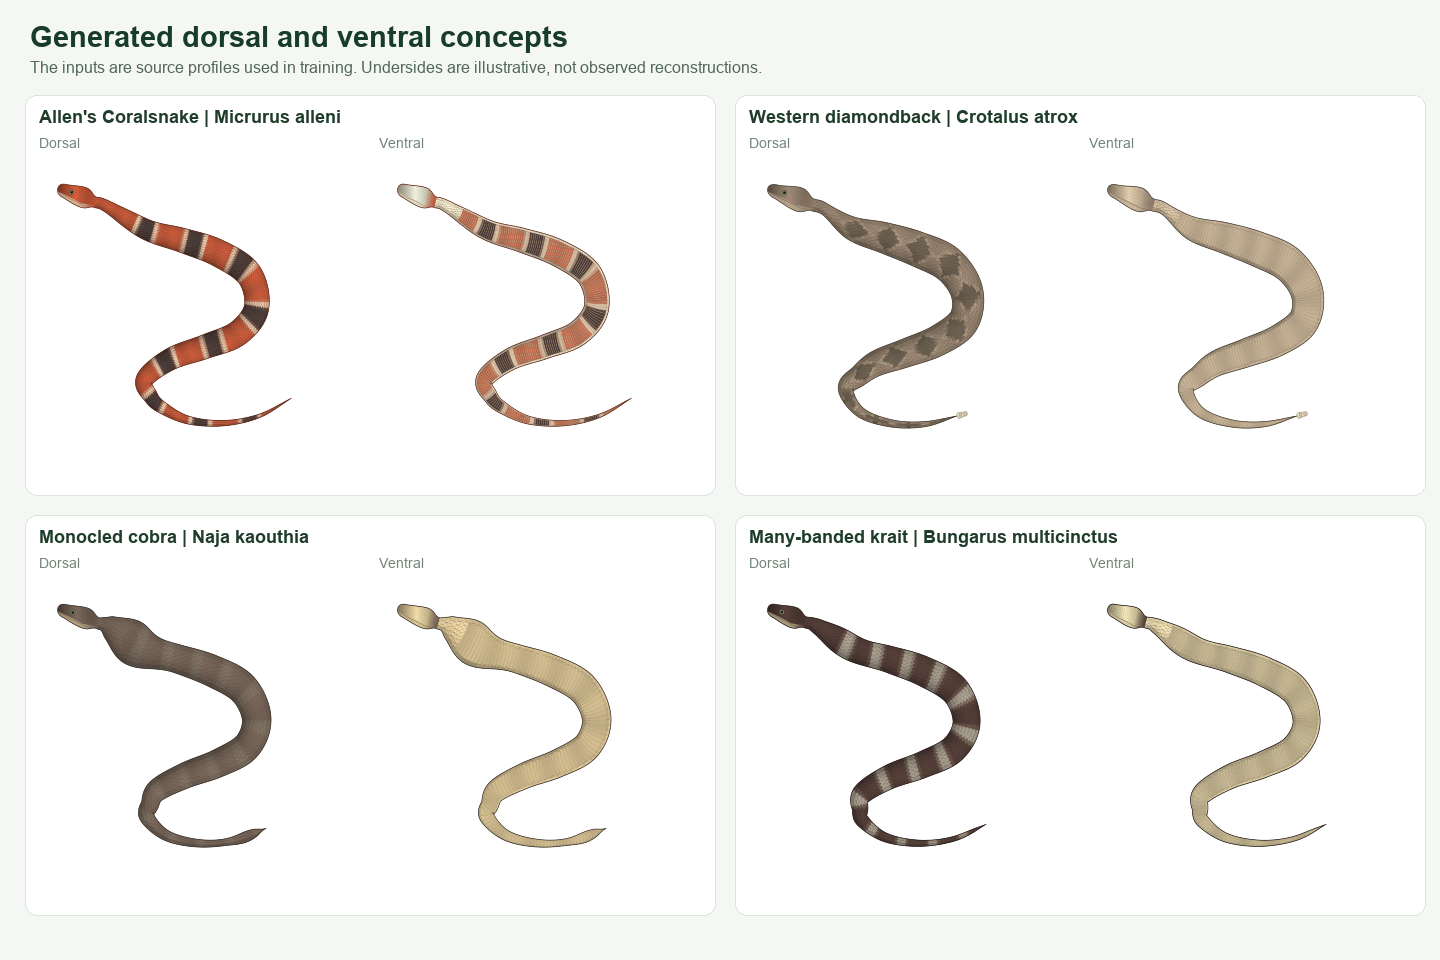 Generated dorsal and ventral concepts
The inputs are source profiles used in training. Undersides are illustrative, not observed reconstructions.
Allen's Coralsnake | Micrurus alleni
Dorsal
Ventral
Western diamondback | Crotalus atrox
Dorsal
Ventral
Monocled cobra | Naja kaouthia
Dorsal
Ventral
Many-banded krait | Bungarus multicinctus
Dorsal
Ventral